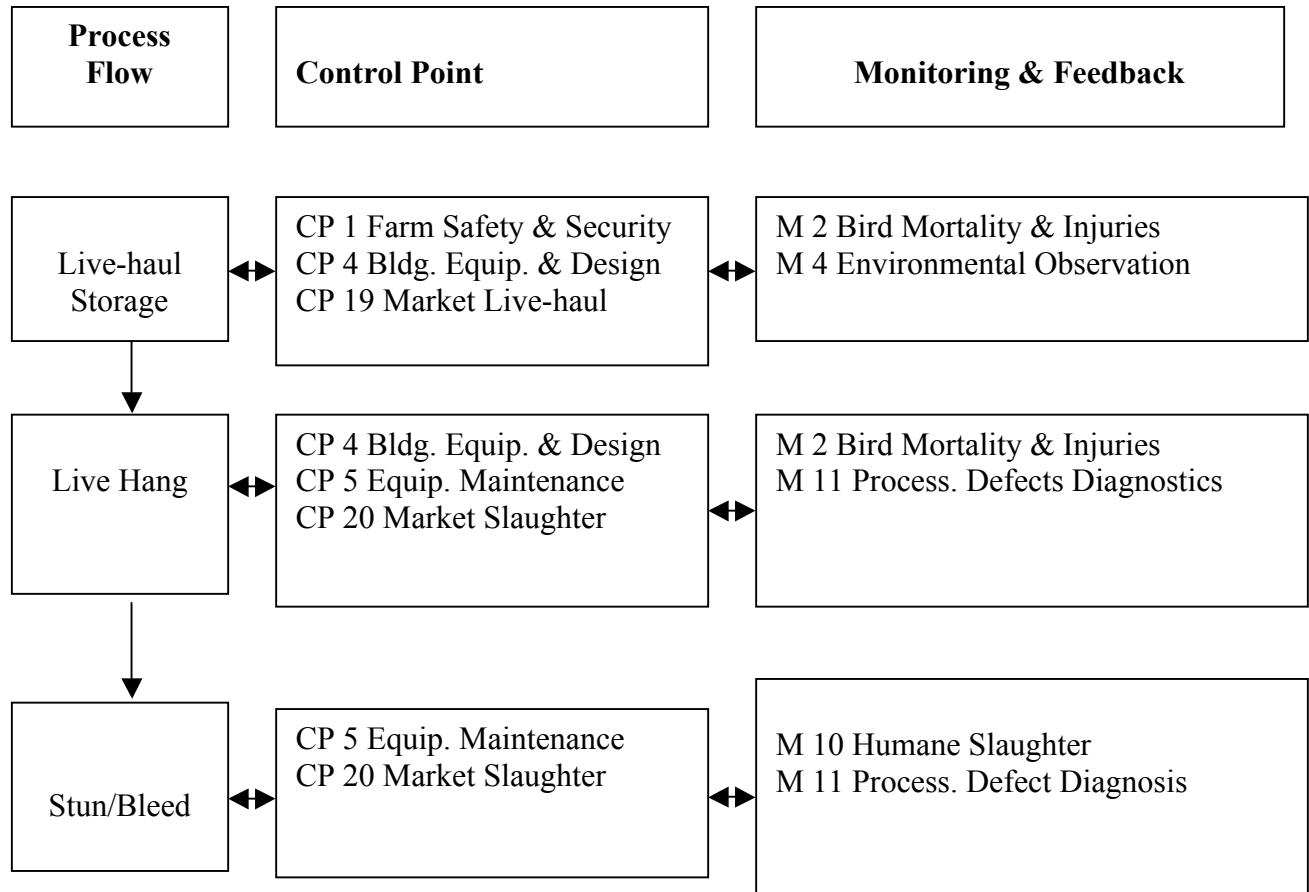 Process
Flow
Control Point
Monitoring & Feedback
Live-haul
Storage
CP 1 Farm Safety & Security
CP 4 Bldg. Equip. & Design
CP 19 Market Live-haul
M 2 Bird Mortality & Injuries
M 4 Environmental Observation
Live Hang
CP 4 Bldg. Equip. & Design
CP 5 Equip. Maintenance
CP 20 Market Slaughter
M 2 Bird Mortality & Injuries
M 11 Process. Defects Diagnostics
Stun/Bleed
CP 5 Equip. Maintenance
CP 20 Market Slaughter
M 10 Humane Slaughter
M 11 Process. Defect Diagnosis